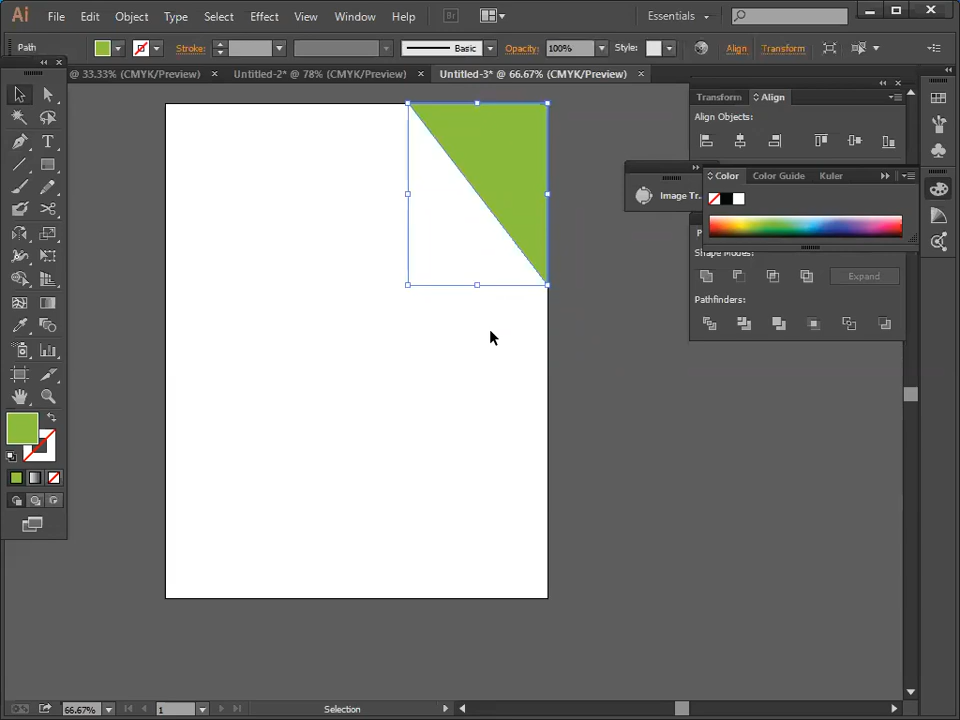 Ai File Edit Object Type Select Effect View Window Help Br Essentials
Path Stroke: Basic Opacity: 100% Style: Align Transform
@ 33.33% (CMYK/Preview) × Untitled-2* @ 78% (CMYK/Preview) × Untitled-3* @ 66.67% (CMYK/Preview) ×
Transform Align
Align Objects:
Color Color Guide Kuler
Image Tr.
Shape Modes:
Expand
Pathfinders:
66.67% 1 Selection